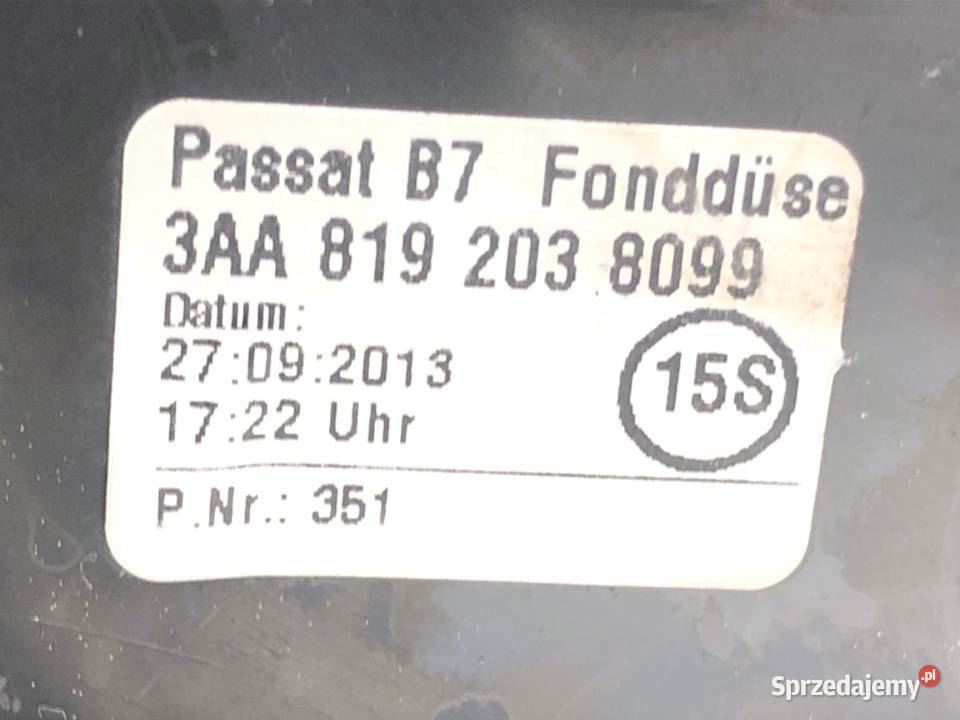 Passat B7 Fonddüse
3AA 819 203 8099
Datum:
27:09:2013
17:22 Uhr
15S
P.Nr.: 351
Sprzedajemy.pl